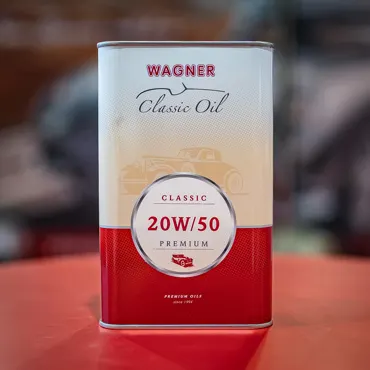 WAGNER
Classic Oil
CLASSIC
20W/50
PREMIUM
PREMIUM OILS
since 1992